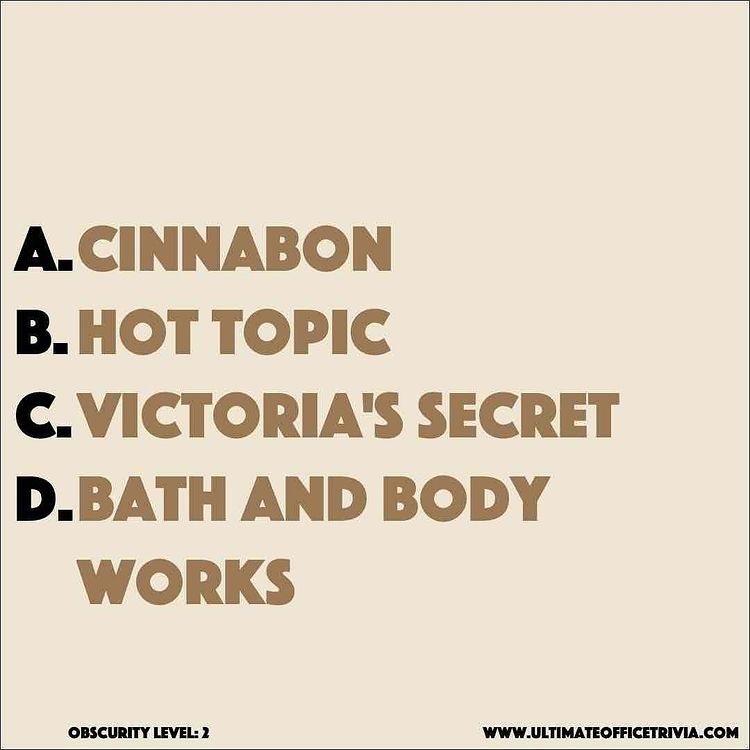 A. CINNABON
B. HOT TOPIC
C. VICTORIA'S SECRET
D. BATH AND BODY
WORKS
OBSCURITY LEVEL: 2
WWW.ULTIMATEOFFICETRIVIA.COM